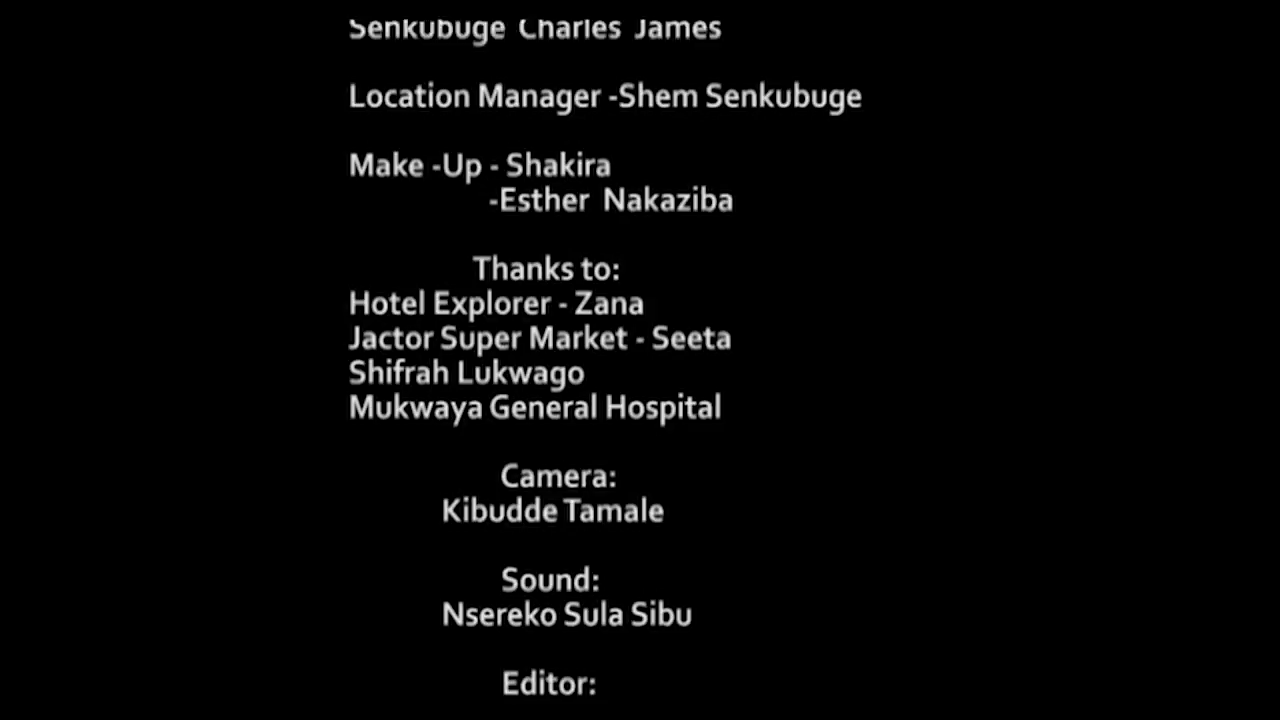 Senkubuge Charles James
Location Manager -Shem Senkubuge
Make -Up - Shakira
-Esther Nakaziba
Thanks to:
Hotel Explorer - Zana
Jactor Super Market - Seeta
Shifrah Lukwago
Mukwaya General Hospital
Camera:
Kibudde Tamale
Sound:
Nsereko Sula Sibu
Editor: